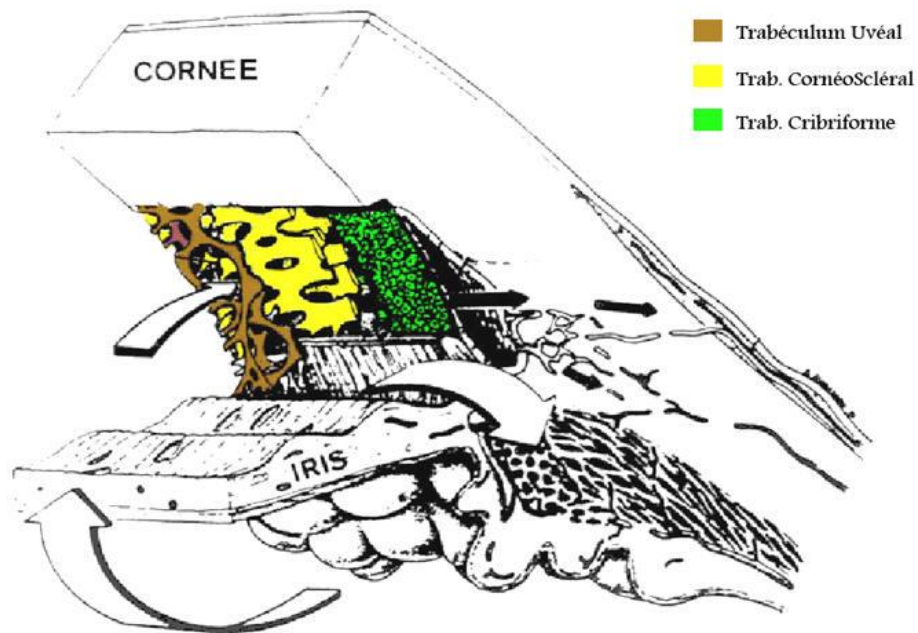 CORNEE
Trabéculum Uvéal
Trab. CornéoScléral
Trab. Cribriforme
IRIS